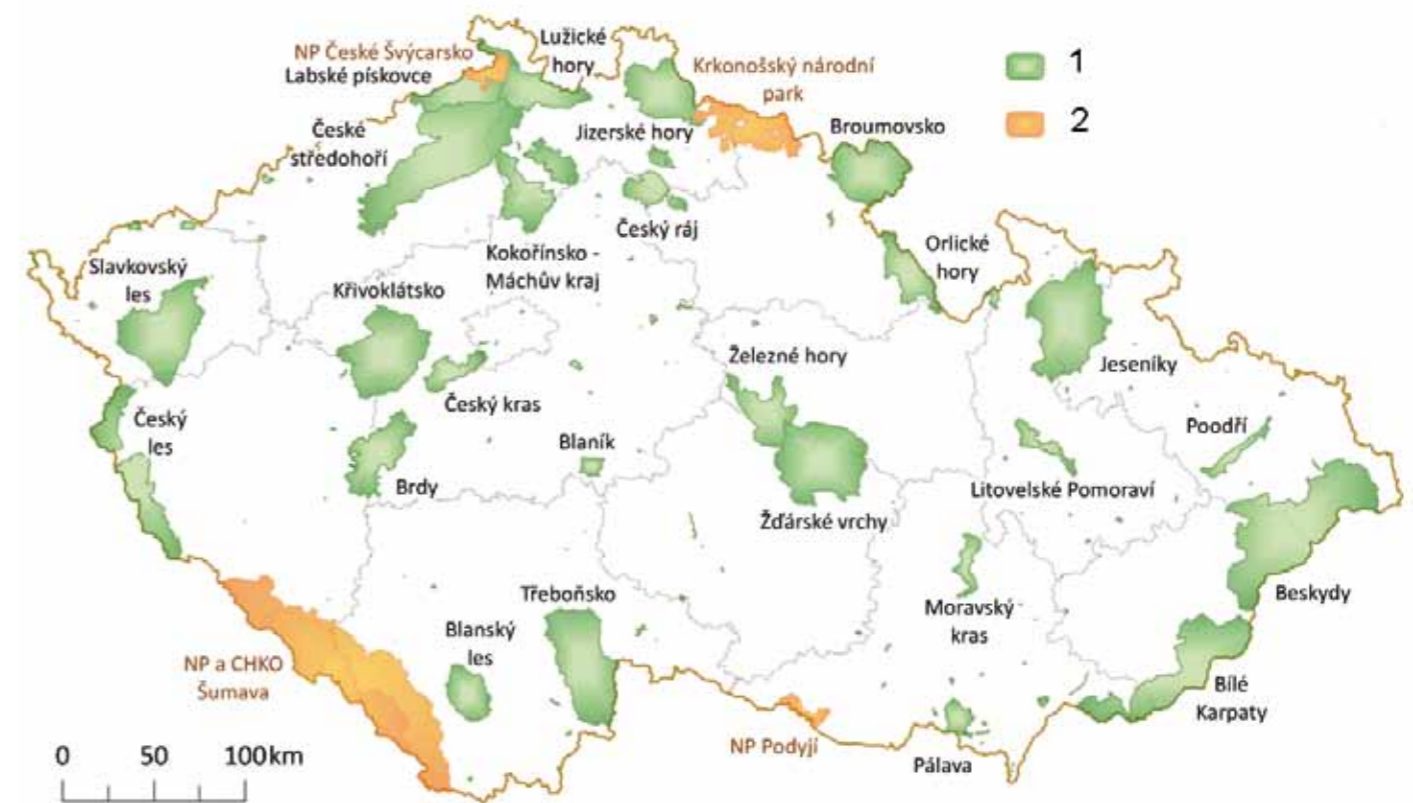 NP České Švýcarsko
Labské pískovce
Lužické
hory
Krkonošský národní
park
1
2
České
středohoří
Jizerské hory
Broumovsko
Český ráj
Kokořínsko -
Máchův kraj
Orlické
hory
Slavkovský
les
Křivoklátsko
Železné hory
Jeseníky
Český
les
Český kras
Blaník
Poodří
Brdy
Litovelské Pomoraví
Žďárské vrchy
Třeboňsko
Moravský
kras
Beskydy
Blanský
les
NP a CHKO
Šumava
Bílé
Karpaty
NP Podyjí
Pálava
0 50 100km